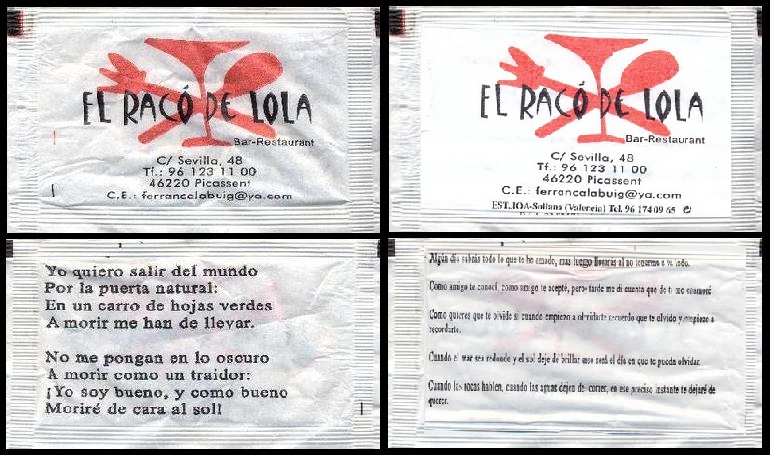 EL RACÓ DE LOLA
Bar-Restaurant
C/ Sevilla, 48
Tf.: 96 123 11 00
46220 Picassent
C.E.: ferrancalabuig@ya.com
EL RACÓ DE LOLA
Bar-Restaurant
C/ Sevilla, 48
Tf.: 96 123 11 00
46220 Picassent
C.E.: ferrancalabuig@ya.com
EST.JOA-Sollana (Valencia) Tel. 96 174 09 65
Yo quiero salir del mundo
Por la puerta natural:
En un carro de hojas verdes
A morir me han de llevar.
No me pongan en lo oscuro
A morir como un traidor:
¡Yo soy bueno, y como bueno
Moriré de cara al sol!
Algún día sabrás todo lo que te he amado, mas luego lloraras al no tenerme a tu lado.
Como amigo te conocí, como amigo te acepte, pero tarde me di cuenta que de ti me enamoré
Como quieres que te olvide si cuando empiezo a olvidarte recuerdo que te olvido y empiezo a
recordarte.
Cuando el mar sea redondo y el sol deje de brillar ese será el día en que te pueda olvidar.
Cuando las rocas hablen, cuando las aguas dejen de correr, en ese preciso instante te dejaré de
querer.